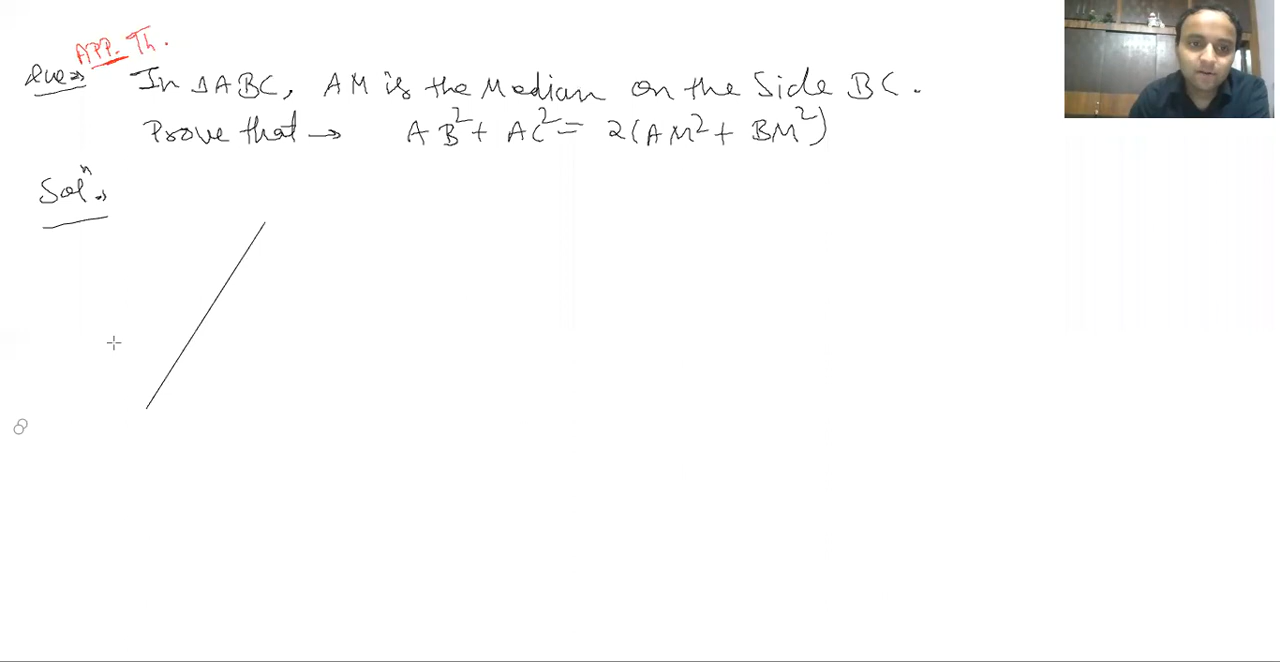 APP. Th.
Que⇒ In ΔABC, AM is the Median on the Side BC.
Prove that → AB²+ AC² = 2(AM²+ BM²)
Solⁿ⇒